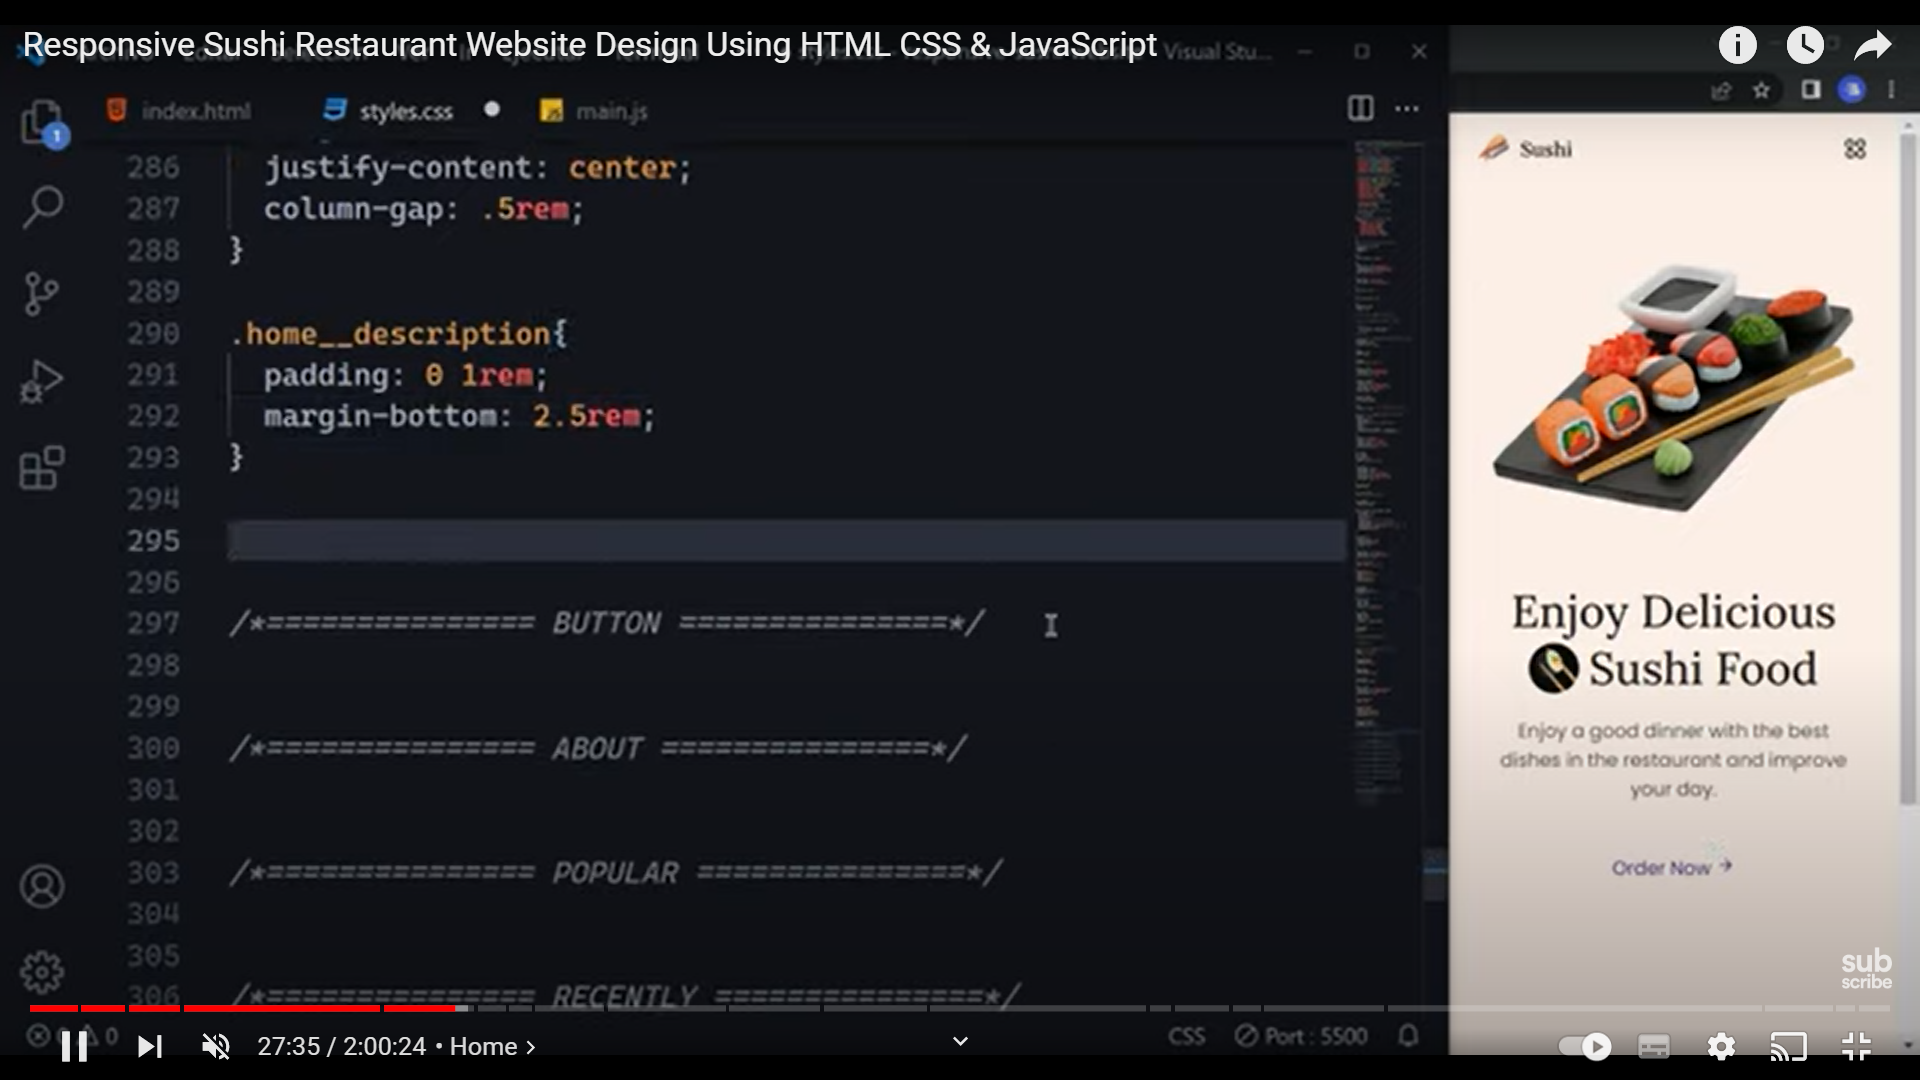 Responsive Sushi Restaurant Website Design Using HTML CSS & JavaScript
Visual Stu...
index.html
styles.css
main.js
1
286 justify-content: center;
287 column-gap: .5rem;
288 }
289
290 .home__description{
291 padding: 0 1rem;
292 margin-bottom: 2.5rem;
293 }
294
295
296
297 /*=============== BUTTON ===============*/
298
299
300 /*=============== ABOUT ===============*/
301
302
303 /*=============== POPULAR ===============*/
304
305
306 /*=============== RECENTLY ===============*/
CSS
Port : 5500
27:35 / 2:00:24 • Home
Sushi
Enjoy Delicious
Sushi Food
Enjoy a good dinner with the best
dishes in the restaurant and improve
your day.
Order Now →
sub
scribe